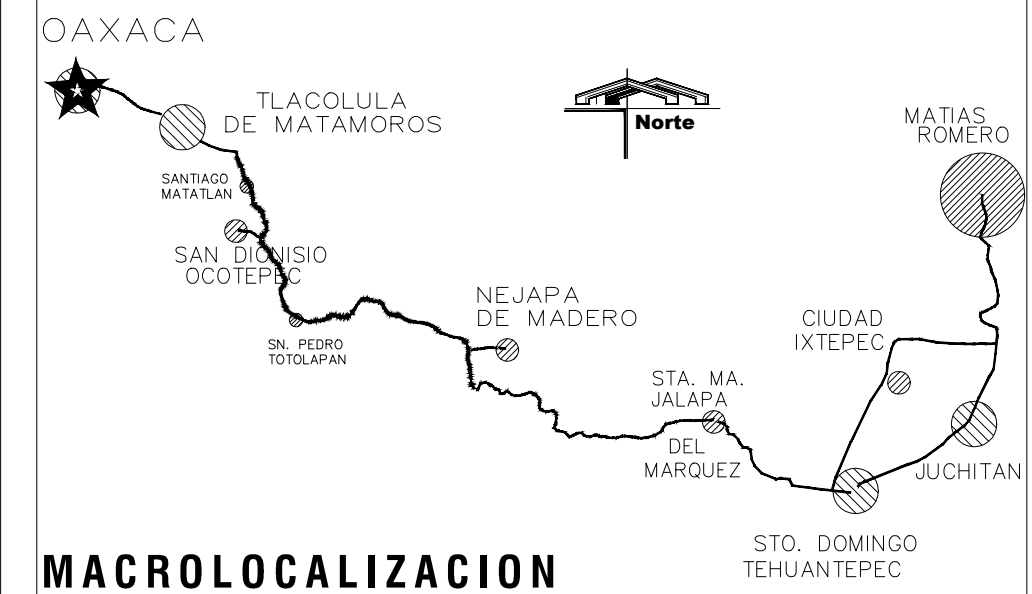 OAXACA
TLACOLULA
DE MATAMOROS
Norte
MATIAS
ROMERO
SANTIAGO
MATATLAN
SAN DIONISIO
OCOTEPEC
NEJAPA
DE MADERO
CIUDAD
IXTEPEC
SN. PEDRO
TOTOLAPAN
STA. MA.
JALAPA
DEL
MARQUEZ
JUCHITAN
STO. DOMINGO
TEHUANTEPEC
MACROLOCALIZACION